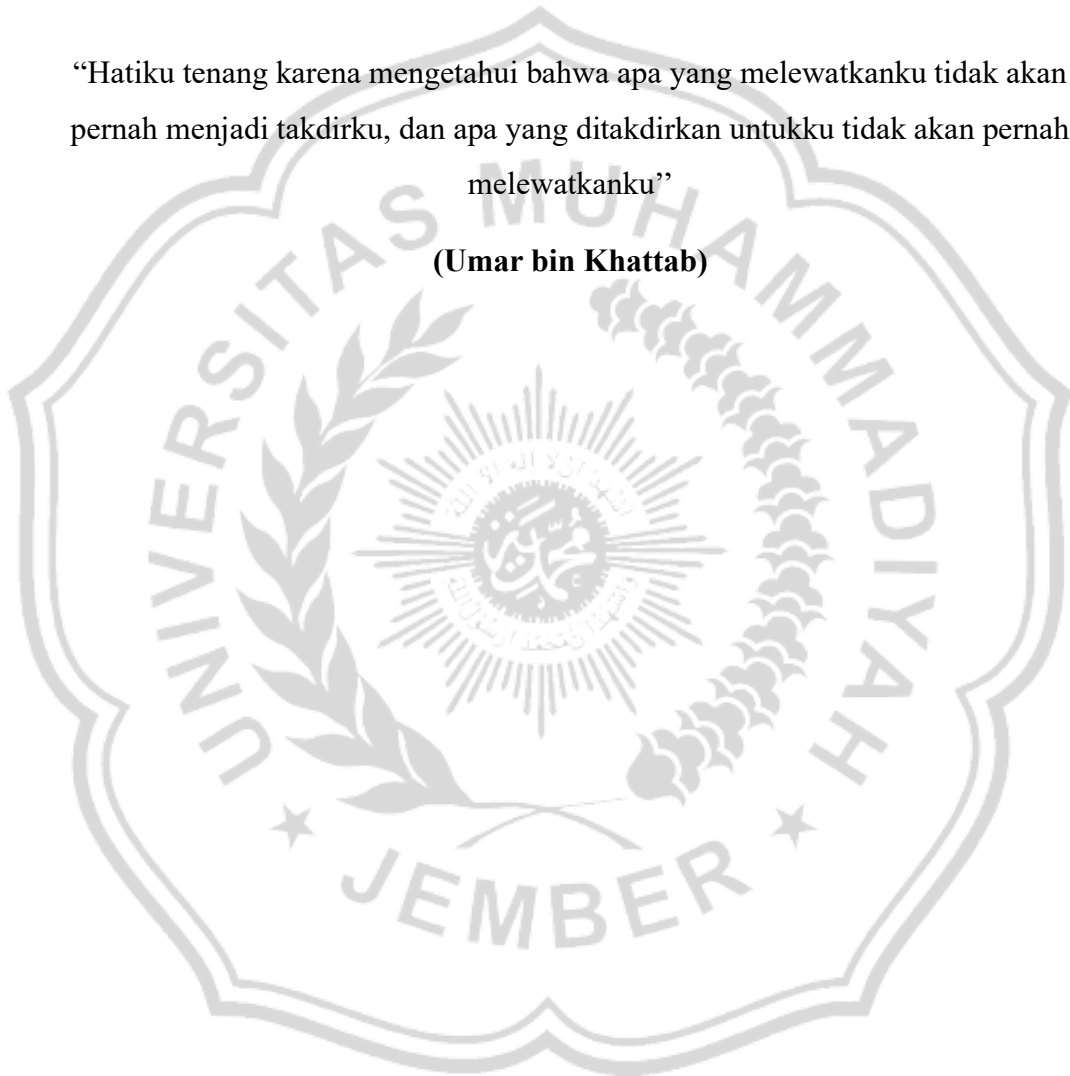 “Hatiku tenang karena mengetahui bahwa apa yang melewatkanku tidak akan
pernah menjadi takdirku, dan apa yang ditakdirkan untukku tidak akan pernah
melewatkanku’’
(Umar bin Khattab)
UNIVERSITAS MUHAMMADIYAH
JEMBER